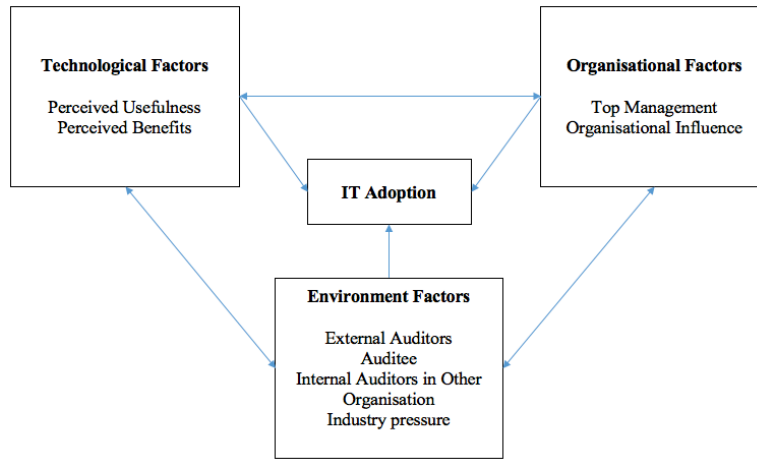 Technological Factors
Perceived Usefulness
Perceived Benefits
Organisational Factors
Top Management
Organisational Influence
IT Adoption
Environment Factors
External Auditors
Auditee
Internal Auditors in Other
Organisation
Industry pressure